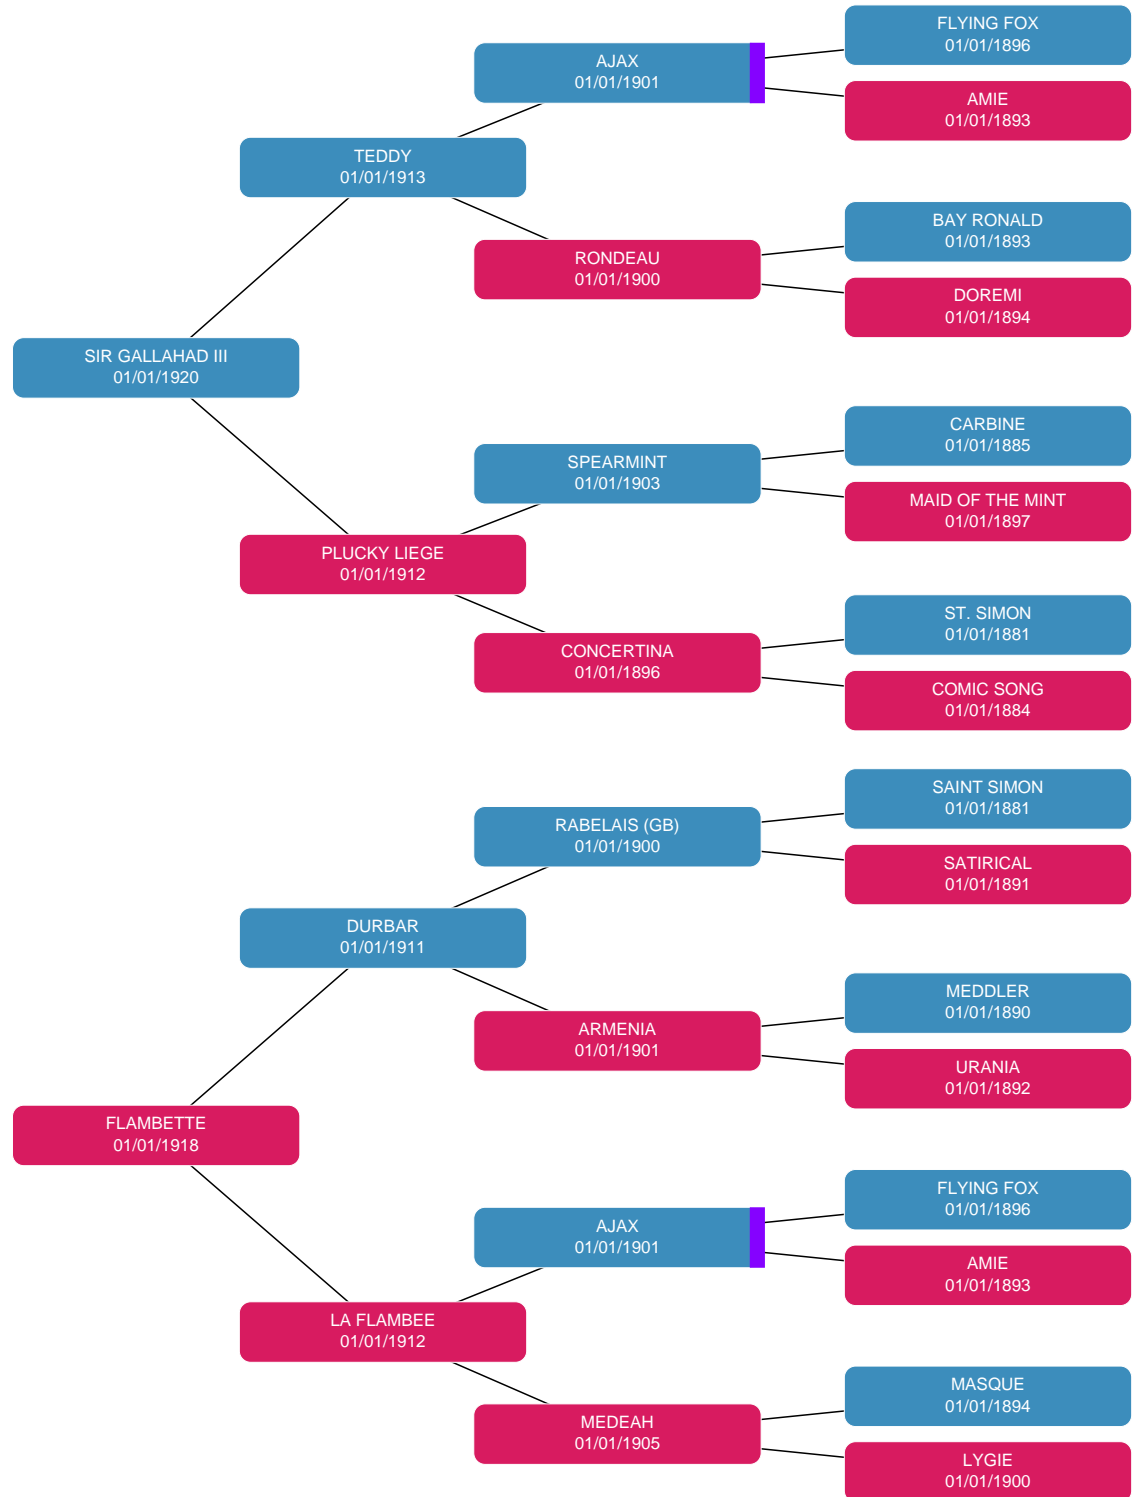 FLYING FOX
01/01/1896
AJAX
01/01/1901
AMIE
01/01/1893
TEDDY
01/01/1913
BAY RONALD
01/01/1893
RONDEAU
01/01/1900
DOREMI
01/01/1894
SIR GALLAHAD III
01/01/1920
CARBINE
01/01/1885
SPEARMINT
01/01/1903
MAID OF THE MINT
01/01/1897
PLUCKY LIEGE
01/01/1912
ST. SIMON
01/01/1881
CONCERTINA
01/01/1896
COMIC SONG
01/01/1884
SAINT SIMON
01/01/1881
RABELAIS (GB)
01/01/1900
SATIRICAL
01/01/1891
DURBAR
01/01/1911
MEDDLER
01/01/1890
ARMENIA
01/01/1901
URANIA
01/01/1892
FLAMBETTE
01/01/1918
FLYING FOX
01/01/1896
AJAX
01/01/1901
AMIE
01/01/1893
LA FLAMBEE
01/01/1912
MASQUE
01/01/1894
MEDEAH
01/01/1905
LYGIE
01/01/1900